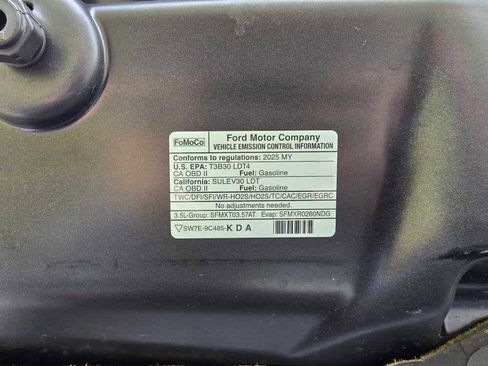 FoMoCo
Ford Motor Company
VEHICLE EMISSION CONTROL INFORMATION
Conforms to regulations: 2025 MY
U.S. EPA: T3B30 LDT4
CA OBD II Fuel: Gasoline
California: SULEV30 LDT
CA OBD II Fuel: Gasoline
TWC/DFI/SFI/WR-HO2S/HO2S/TC/CAC/EGR/EGRC
No adjustments needed.
3.5L-Group: SFMXT03.57AT Evap: SFMXR0260NDG
SW7E-9C485-KDA